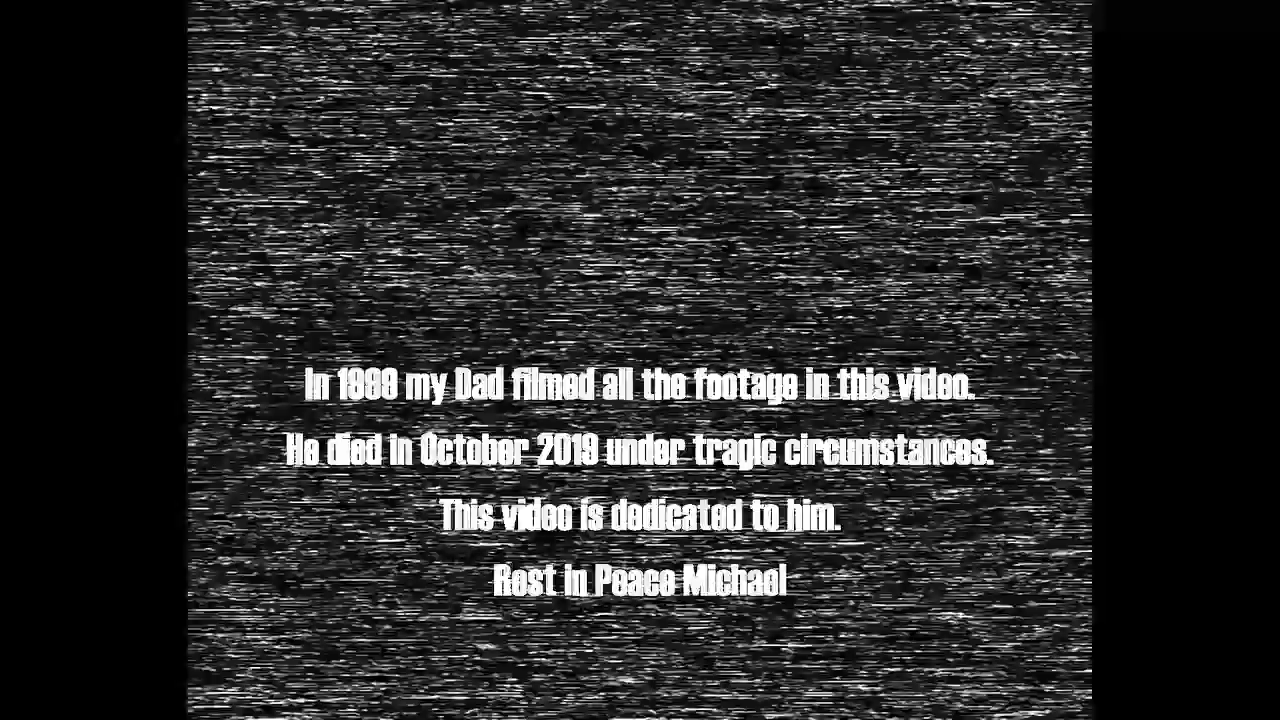 In my Dad filmed all the footage in this video.
He died in October 2019 under tragic circumstances.
This video is dedicated to him.
Rest in Peace Michael